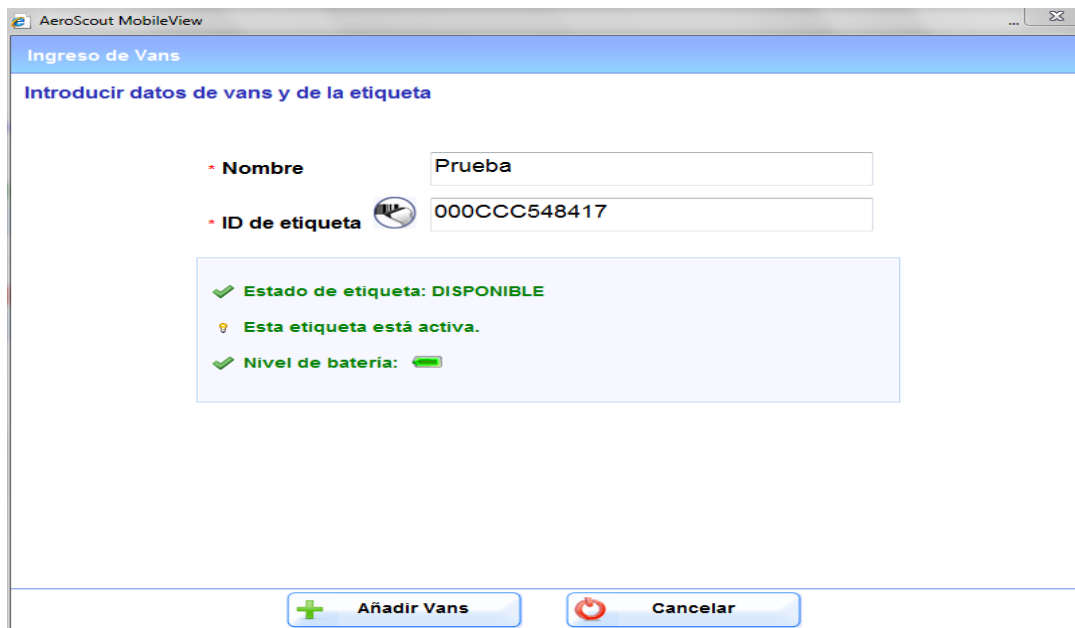 AeroScout MobileView
Ingreso de Vans
Introducir datos de vans y de la etiqueta
* Nombre Prueba
* ID de etiqueta 000CCC548417
Estado de etiqueta: DISPONIBLE
Esta etiqueta está activa.
Nivel de batería:
Añadir Vans Cancelar